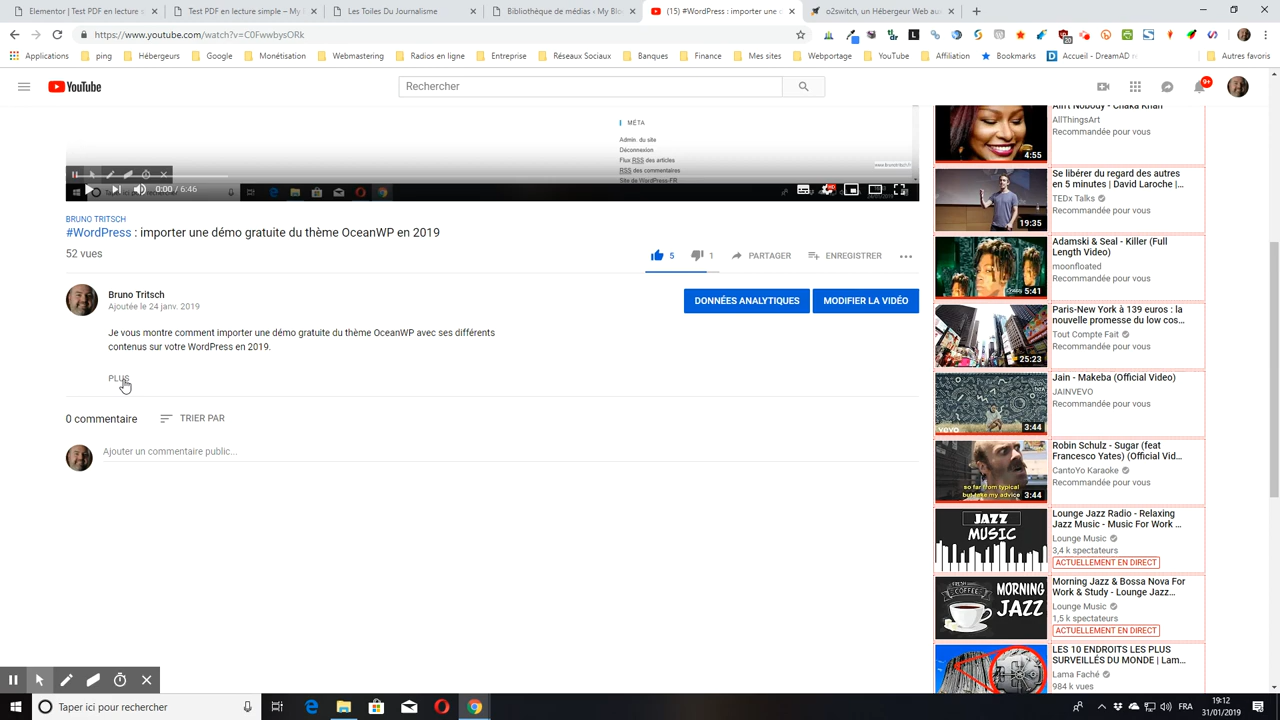 Elementor
Test PDF en lecture simple – My
Les Toiles Du Journalisme
Bibliothèque de médias ‹ My Blo
(15) #WordPress : importer une d
o2switch, un Hébergeur Web aux
https://www.youtube.com/watch?v=C0FwwbysORk
Applications
ping
Hébergeurs
Google
Monétisation
Webmastering
Radios en ligne
Entreprise
Réseaux Sociaux
Banques
Finance
Mes sites
Webportage
YouTube
Affiliation
Bookmarks
Accueil - DreamAD re
Autres favoris
YouTube
Rechercher
9+
MÉTA
Admin. du site
Déconnexion
Flux RSS des articles
RSS des commentaires
Site de WordPress-FR
0:00 / 6:46
BRUNO TRITSCH
#WordPress : importer une démo gratuite du thème OceanWP en 2019
52 vues
5
1
PARTAGER
ENREGISTRER
Bruno Tritsch
Ajoutée le 24 janv. 2019
DONNÉES ANALYTIQUES
MODIFIER LA VIDÉO
Je vous montre comment importer une démo gratuite du thème OceanWP avec ses différents
contenus sur votre WordPress en 2019.
PLUS
0 commentaire
TRIER PAR
Ajouter un commentaire public...
Ain't Nobody - Chaka Khan
AllThingsArt
Recommandée pour vous
4:55
Se libérer du regard des autres
en 5 minutes | David Laroche |...
TEDx Talks
Recommandée pour vous
19:35
Adamski & Seal - Killer (Full
Length Video)
moonfloated
Recommandée pour vous
5:41
Paris-New York à 139 euros : la
nouvelle promesse du low cos...
Tout Compte Fait
Recommandée pour vous
25:23
Jain - Makeba (Official Video)
JAINVEVO
Recommandée pour vous
vevo
3:44
Robin Schulz - Sugar (feat
Francesco Yates) (Official Vid...
CantoYo Karaoke
Recommandée pour vous
so far from typical
but take my advice
3:44
Lounge Jazz Radio - Relaxing
Jazz Music - Music For Work ...
Lounge Music
3,4 k spectateurs
ACTUELLEMENT EN DIRECT
JAZZ
MUSIC
Morning Jazz & Bossa Nova For
Work & Study - Lounge Jazz...
Lounge Music
1,5 k spectateurs
ACTUELLEMENT EN DIRECT
FRESH
COFFEE
MORNING
JAZZ
LES 10 ENDROITS LES PLUS
SURVEILLÉS DU MONDE | Lam...
Lama Faché
984 k vues
Taper ici pour rechercher
FRA
19:12
31/01/2019